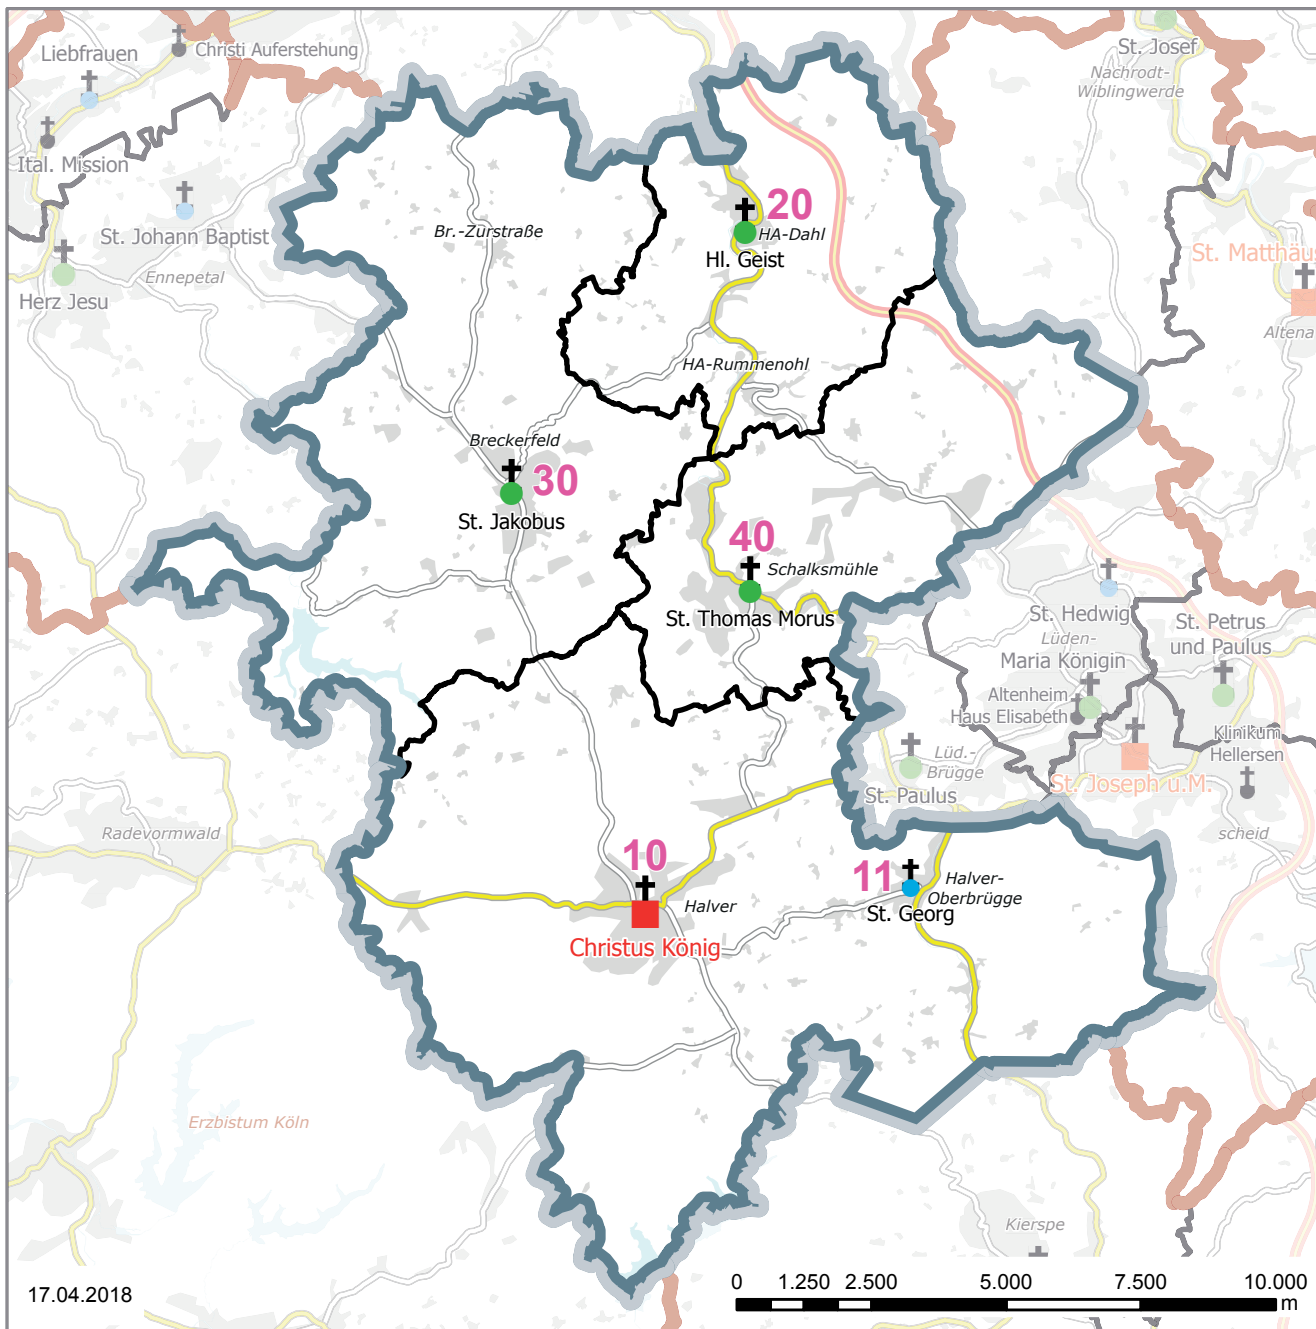 Liebfrauen
Christi Auferstehung
Ital. Mission
St. Johann Baptist
Ennepetal
Herz Jesu
St. Josef
Nachrodt-
Wiblingwerde
St. Matthäus
Altena
Br.-Zurstraße
20
HA-Dahl
Hl. Geist
HA-Rummenohl
Breckerfeld
30
St. Jakobus
40
Schalksmühle
St. Thomas Morus
St. Hedwig
Lüden-
Maria Königin
St. Petrus
und Paulus
Altenheim
Haus Elisabeth
Klinikum
Hellersen
Lüd.-
Brügge
St. Paulus
St. Joseph u.M.
scheid
Radevormwald
10
Halver
Christus König
11
Halver-
Oberbrügge
St. Georg
Erzbistum Köln
Kierspe
17.04.2018
0 1.250 2.500 5.000 7.500 10.000
m